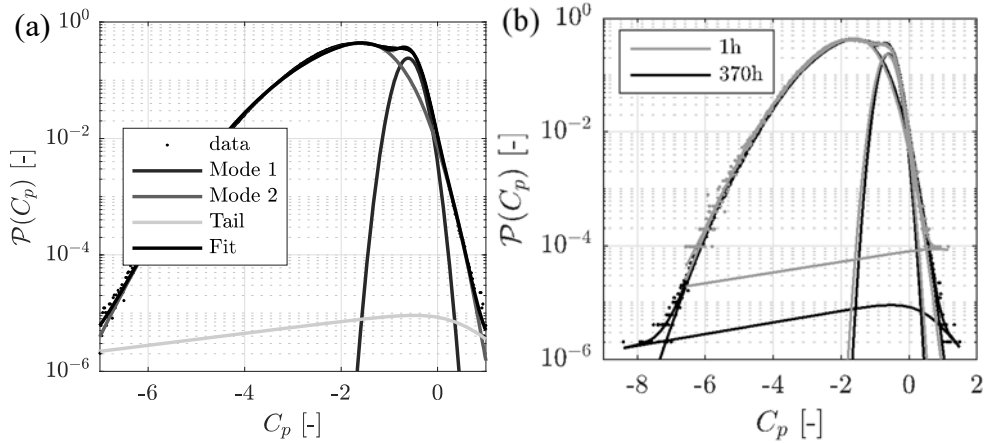 (a)
10^0
10^-2
10^-4
10^-6
P(C_p) [-]
data
Mode 1
Mode 2
Tail
Fit
-6 -4 -2 0
C_p [-]
(b)
10^0
10^-2
10^-4
10^-6
P(C_p) [-]
1h
370h
-8 -6 -4 -2 0 2
C_p [-]